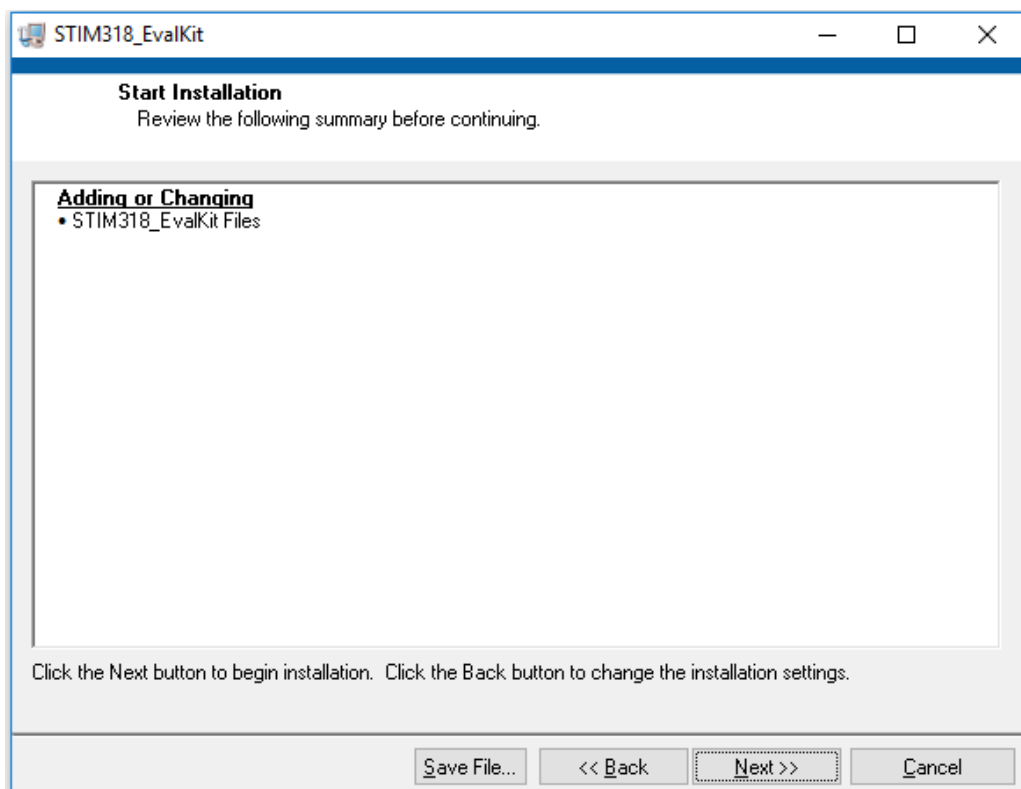 STIM318_EvalKit
Start Installation
Review the following summary before continuing.
Adding or Changing
• STIM318_EvalKit Files
Click the Next button to begin installation.  Click the Back button to change the installation settings.
Save File...
<< Back
Next >>
Cancel